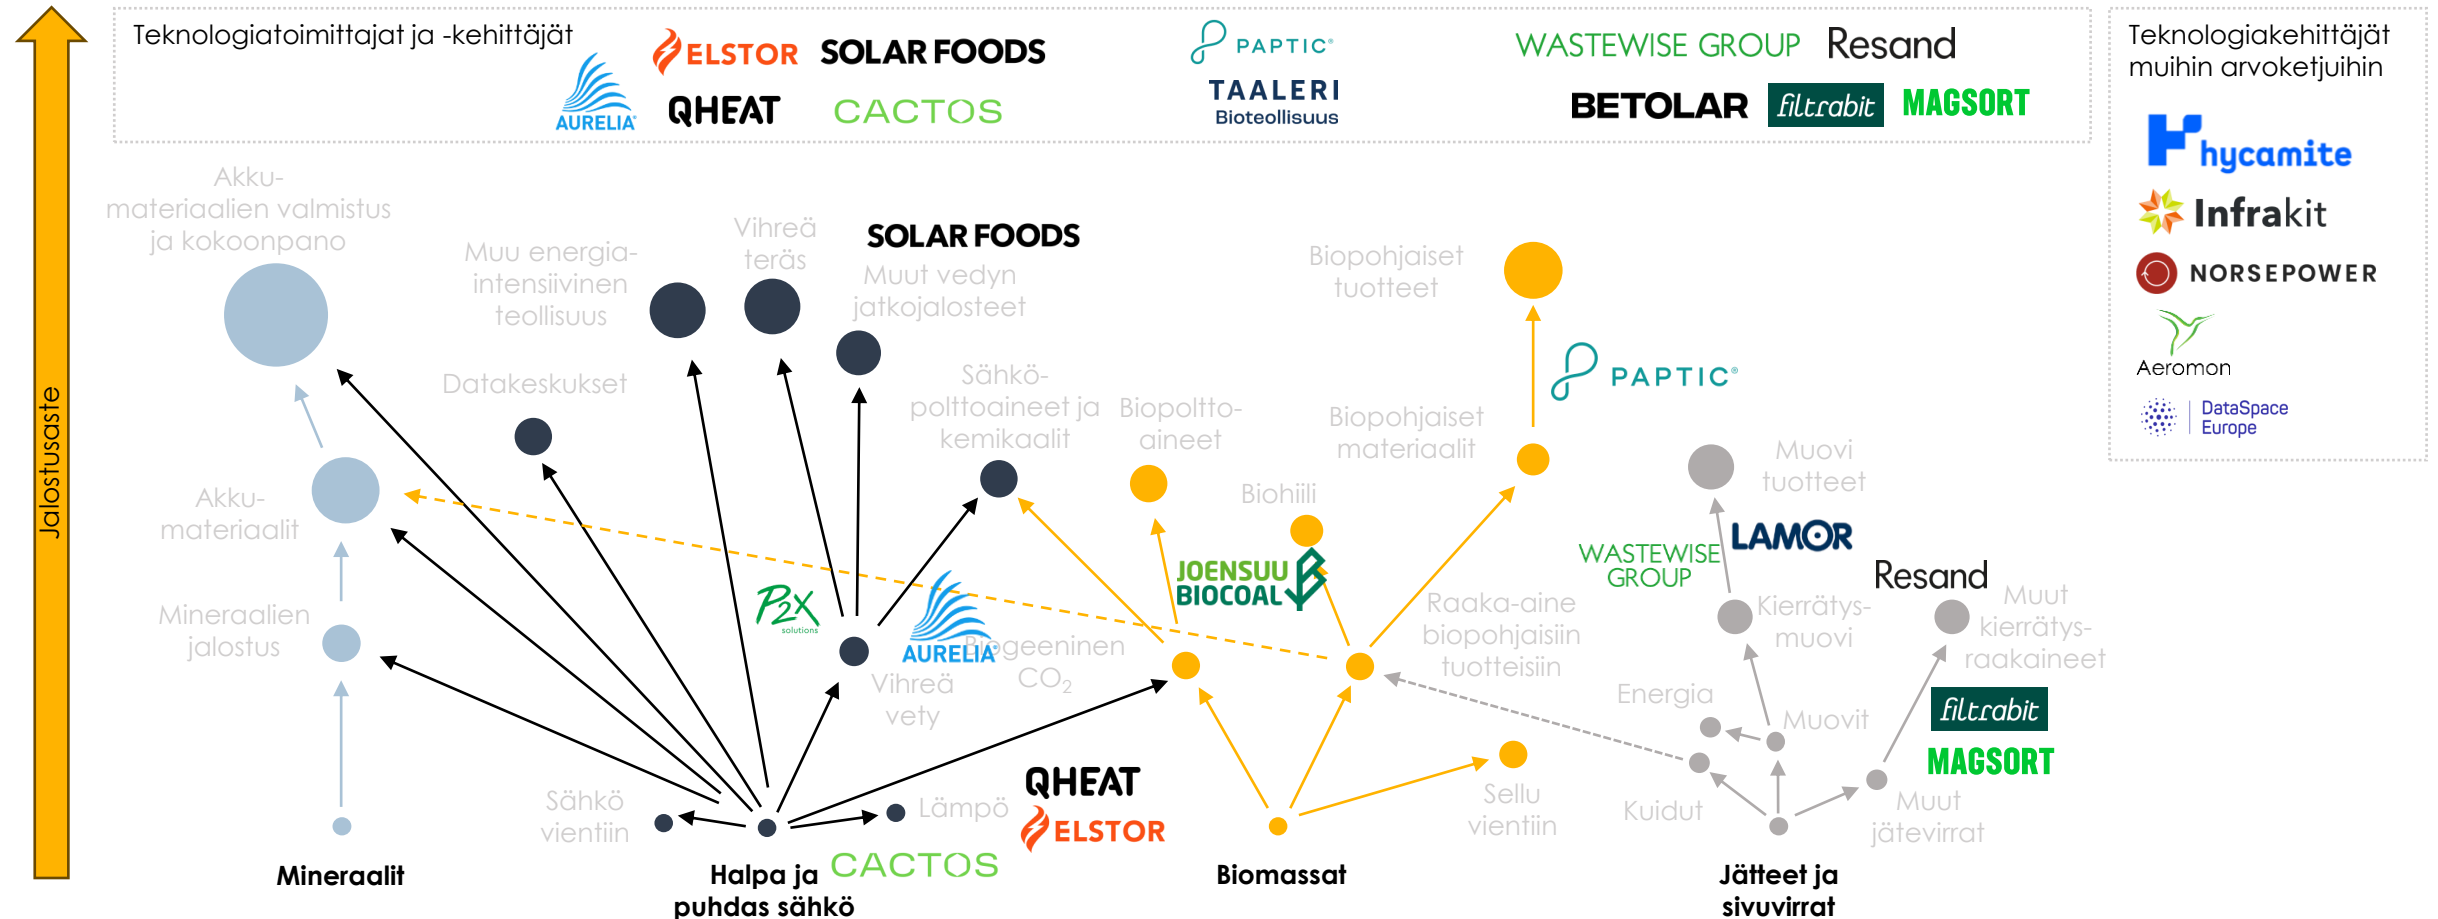 Teknologiatoimittajat ja -kehittäjät
AURELIA
ELSTOR
SOLAR FOODS
QHEAT
CACTOS
PAPTIC
TAALERI
Bioteollisuus
WASTEWISE GROUP
Resand
BETOLAR
filtrabit
MAGSORT
Teknologiakehittäjät
muihin arvoketjuihin
hycamite
Infrakit
NORSEPOWER
Aeromon
DataSpace
Europe
Jalostusaste
Akku-
materiaalien valmistus
ja kokoonpano
Muu energia-
intensiivinen
teollisuus
Vihreä
teräs
SOLAR FOODS
Muut vedyn
jatkojalosteet
Biopohjaiset
tuotteet
Datakeskukset
Sähkö-
polttoaineet ja
kemikaalit
Biopoltto-
aineet
Biopohjaiset
materiaalit
PAPTIC
Akku-
materiaalit
Biohiili
Muovi
tuotteet
LAMOR
WASTEWISE
GROUP
JOENSUU
BIOCOAL
Resand
Mineraalien
jalostus
P2X
solutions
AURELIA
Biogeeninen
CO₂
Vihreä
vety
Raaka-aine
biopohjaisiin
tuotteisiin
Kierrätys-
muovi
Muut
kierrätys-
raakaineet
Energia
Muovit
filtrabit
MAGSORT
Sähkö
vientiin
Lämpö
QHEAT
ELSTOR
CACTOS
Sellu
vientiin
Kuidut
Muut
jätevirrat
Mineraalit
Halpa ja
puhdas sähkö
Biomassat
Jätteet ja
sivuvirrat